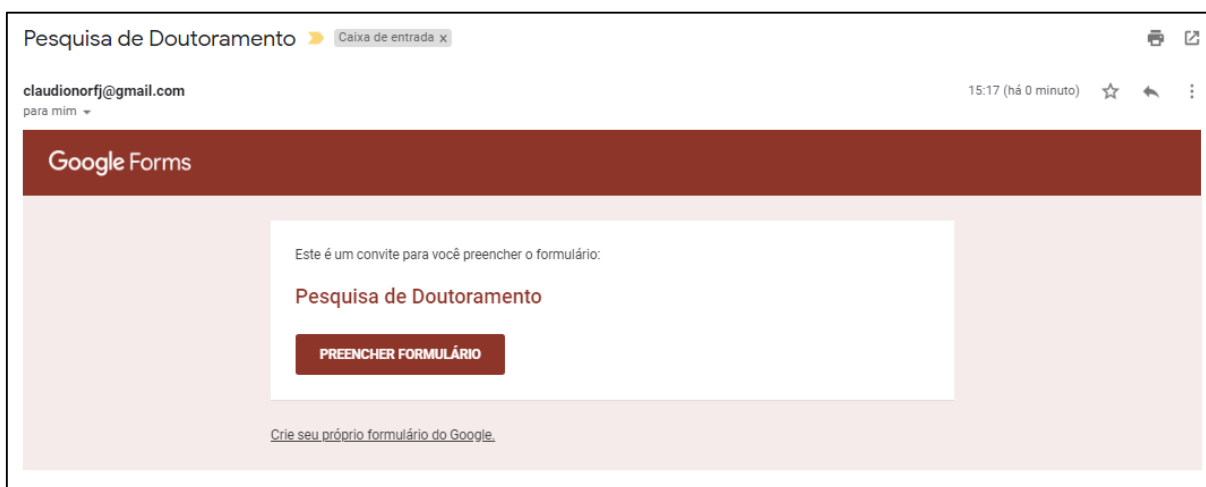 Pesquisa de Doutoramento Caixa de entrada x
claudionorfj@gmail.com 15:17 (há 0 minuto)
para mim
Google Forms
Este é um convite para você preencher o formulário:
Pesquisa de Doutoramento
PREENCHER FORMULÁRIO
Crie seu próprio formulário do Google.